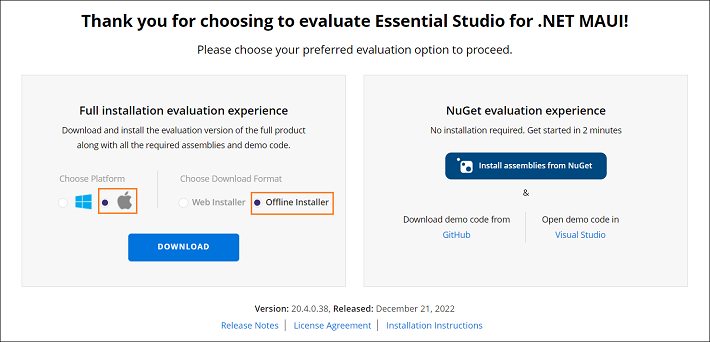 Thank you for choosing to evaluate Essential Studio for .NET MAUI!
Please choose your preferred evaluation option to proceed.
Full installation evaluation experience
Download and install the evaluation version of the full product
along with all the required assemblies and demo code.
Choose Platform
Choose Download Format
Web Installer
Offline Installer
DOWNLOAD
NuGet evaluation experience
No installation required. Get started in 2 minutes
Install assemblies from NuGet
&
Download demo code from
GitHub
Open demo code in
Visual Studio
Version: 20.4.0.38, Released: December 21, 2022
Release Notes | License Agreement | Installation Instructions